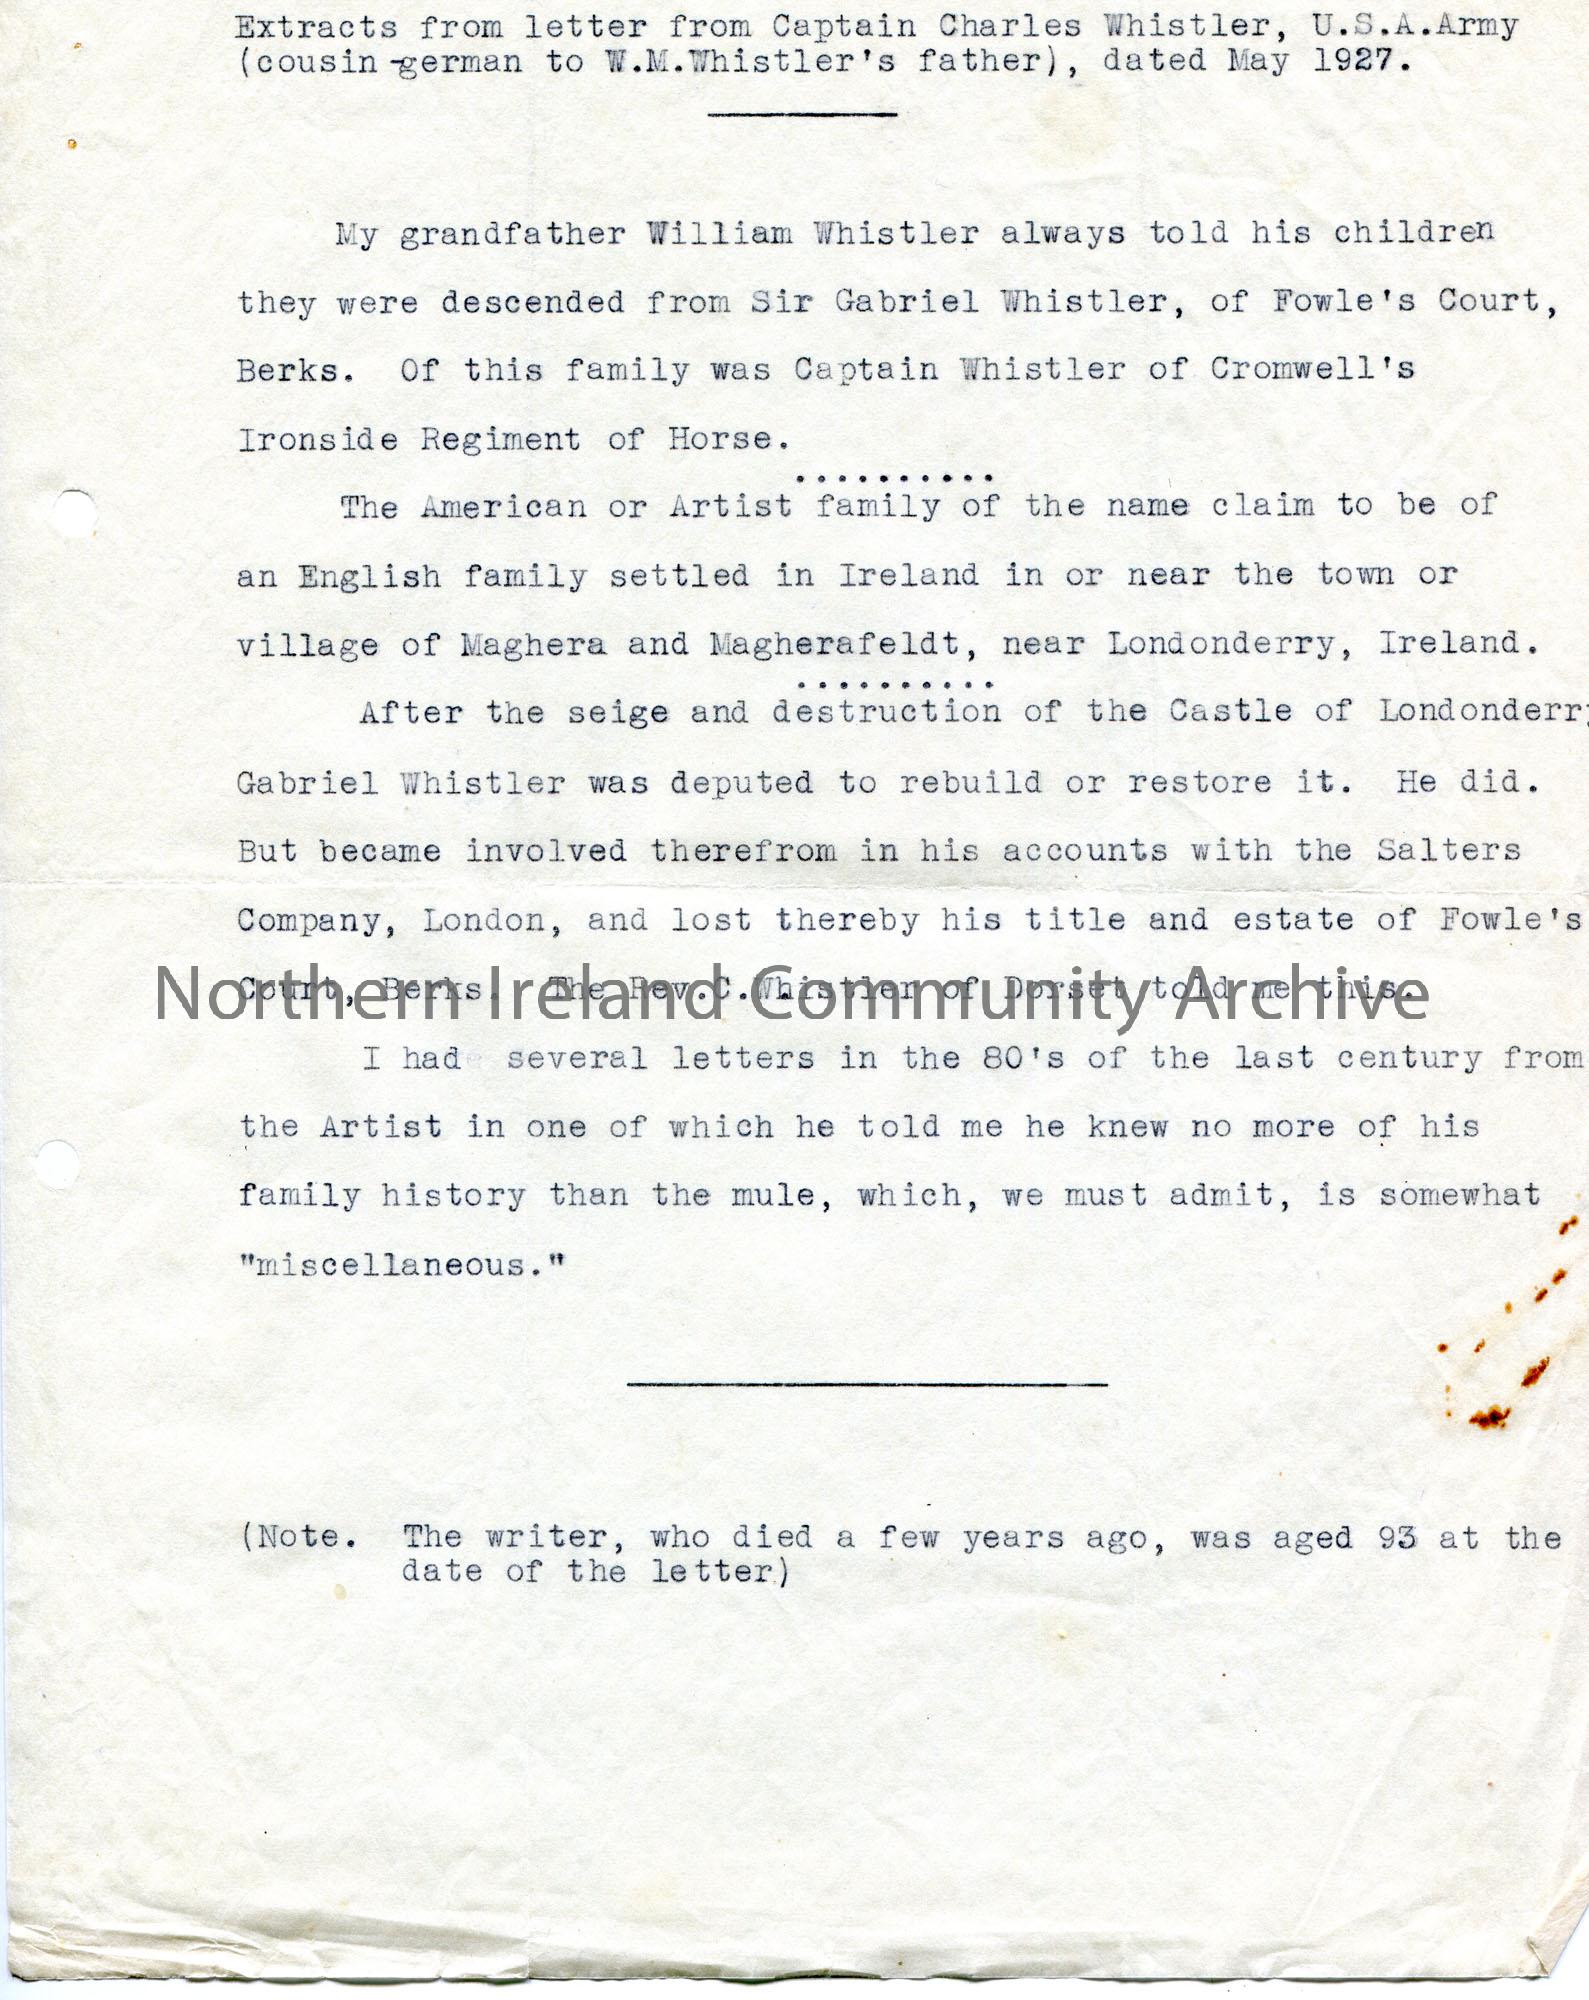 Extracts from letter from Captain Charles Whistler, U.S.A.Army
(cousin-german to W.M.Whistler's father), dated May 1927.
My grandfather William Whistler always told his children
they were descended from Sir Gabriel Whistler, of Fowle's Court,
Berks. Of this family was Captain Whistler of Cromwell's
Ironside Regiment of Horse.
..........
The American or Artist family of the name claim to be of
an English family settled in Ireland in or near the town or
village of Maghera and Magherafeldt, near Londonderry, Ireland.
..........
After the seige and destruction of the Castle of Londonderry
Gabriel Whistler was deputed to rebuild or restore it. He did.
But became involved therefrom in his accounts with the Salters
Company, London, and lost thereby his title and estate of Fowle's
Court, Berks. The Rev.C.Whistler of Dorset told me this.
Northern Ireland Community Archive
I had several letters in the 80's of the last century from
the Artist in one of which he told me he knew no more of his
family history than the mule, which, we must admit, is somewhat
"miscellaneous."
(Note. The writer, who died a few years ago, was aged 93 at the
date of the letter)